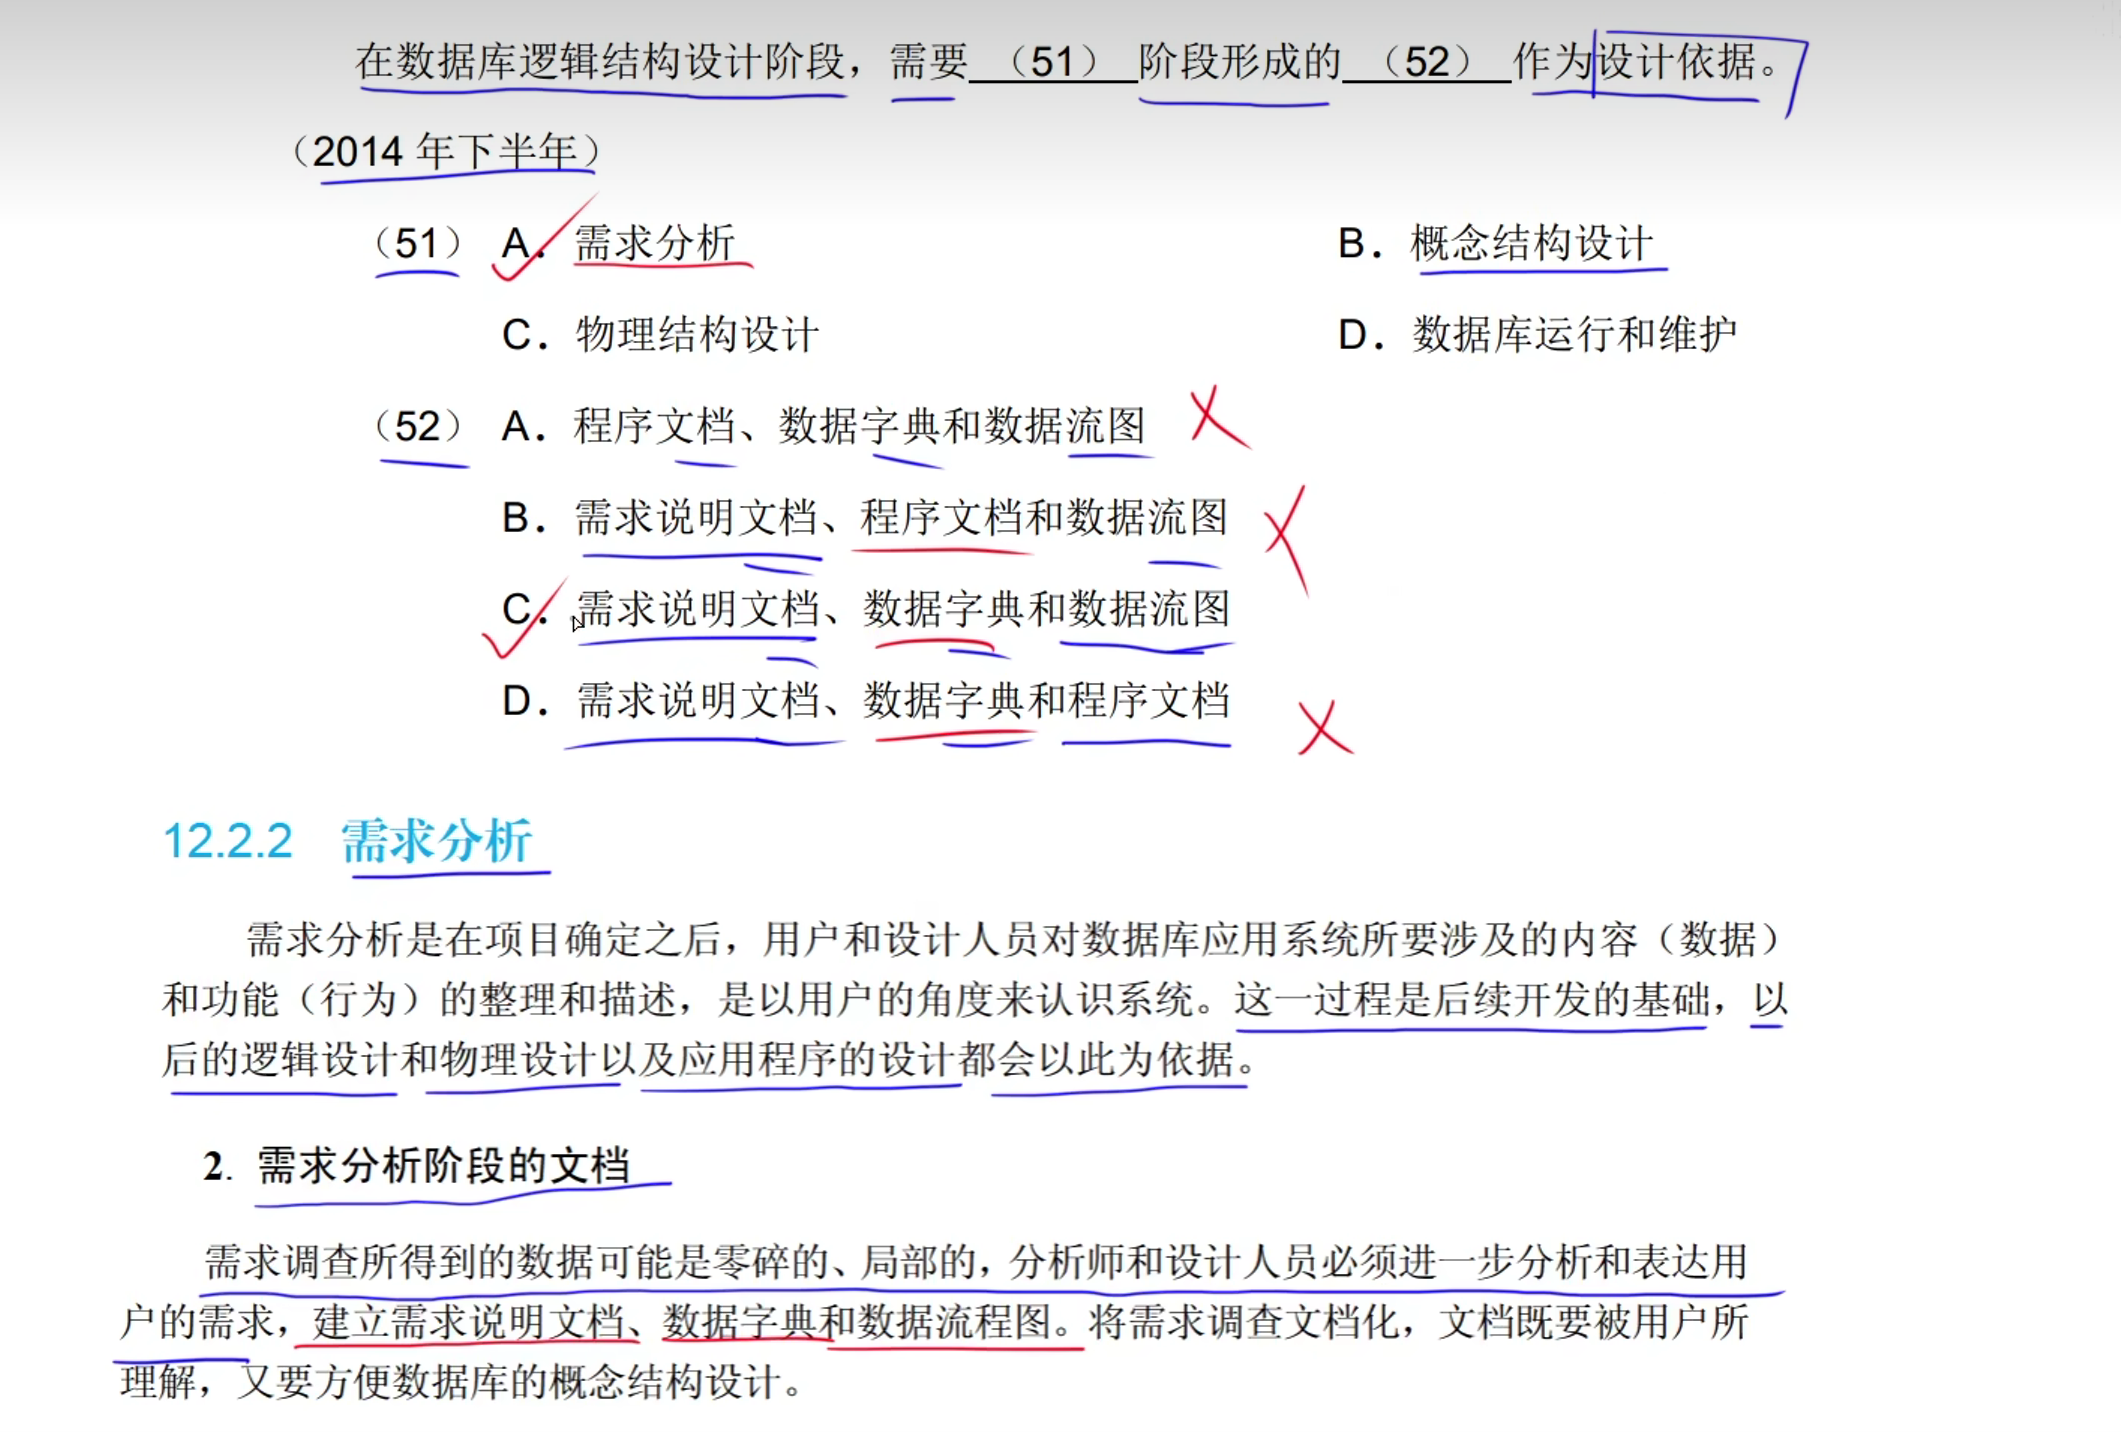 在数据库逻辑结构设计阶段，需要（51）阶段形成的（52）作为设计依据。
（2014 年下半年）
（51） A．需求分析 B．概念结构设计
C．物理结构设计 D．数据库运行和维护
（52） A．程序文档、数据字典和数据流图
B．需求说明文档、程序文档和数据流图
C．需求说明文档、数据字典和数据流图
D．需求说明文档、数据字典和程序文档
12.2.2 需求分析
需求分析是在项目确定之后，用户和设计人员对数据库应用系统所要涉及的内容（数据）
和功能（行为）的整理和描述，是以用户的角度来认识系统。这一过程是后续开发的基础，以
后的逻辑设计和物理设计以及应用程序的设计都会以此为依据。
2. 需求分析阶段的文档
需求调查所得到的数据可能是零碎的、局部的，分析师和设计人员必须进一步分析和表达用
户的需求，建立需求说明文档、数据字典和数据流程图。将需求调查文档化，文档既要被用户所
理解，又要方便数据库的概念结构设计。